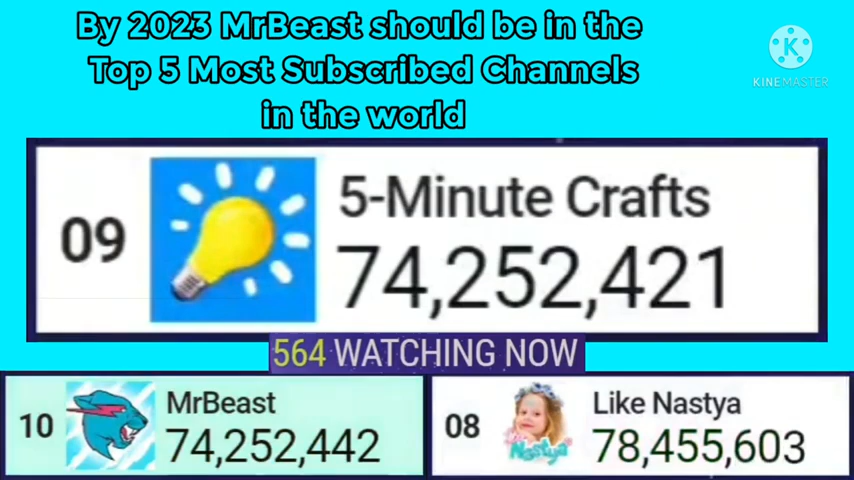 By 2023 MrBeast should be in the
Top 5 Most Subscribed Channels
in the world
K
KINEMASTER
09
5-Minute Crafts
74,252,421
564 WATCHING NOW
10
MrBeast
74,252,442
08
Like Nastya
78,455,603
Nastya